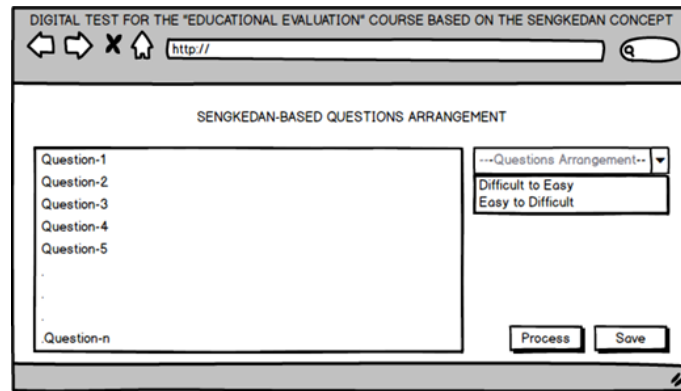 DIGITAL TEST FOR THE "EDUCATIONAL EVALUATION" COURSE BASED ON THE SENGKEDAN CONCEPT
http://
SENGKEDAN-BASED QUESTIONS ARRANGEMENT
Question-1
Question-2
Question-3
Question-4
Question-5
.
.
.
.Question-n
---Questions Arrangement--
Difficult to Easy
Easy to Difficult
Process
Save